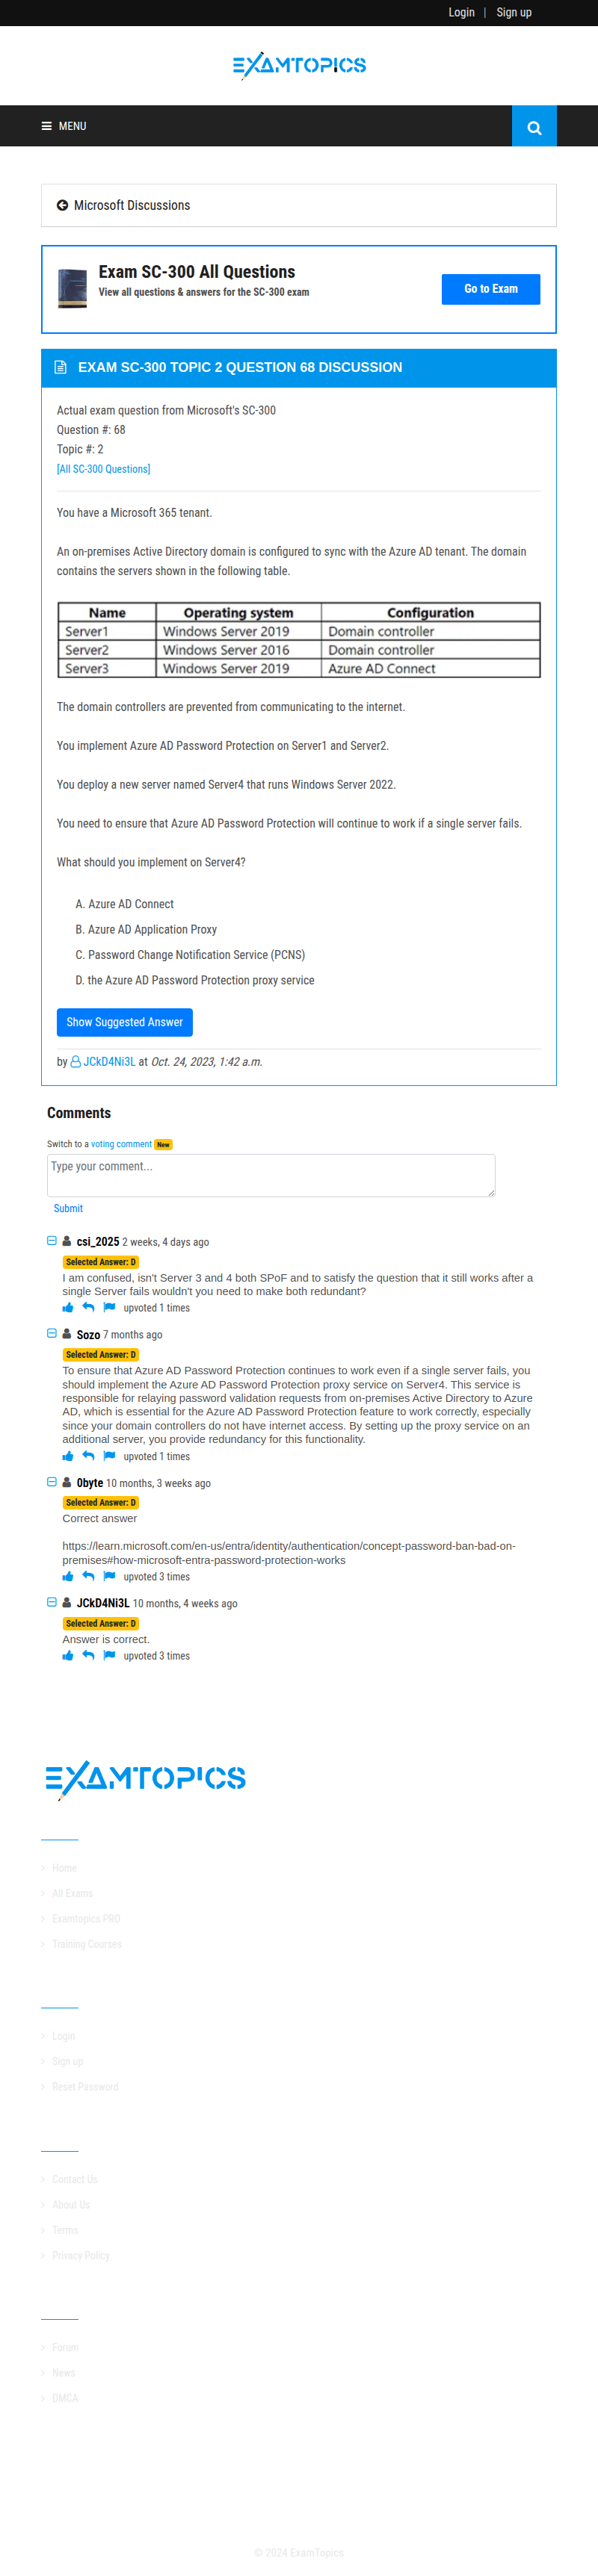 Login | Sign up
EXAMTOPICS
MENU
Microsoft Discussions
Exam SC-300 All Questions
View all questions & answers for the SC-300 exam
Go to Exam
EXAM SC-300 TOPIC 2 QUESTION 68 DISCUSSION
Actual exam question from Microsoft's SC-300
Question #: 68
Topic #: 2
[All SC-300 Questions]
You have a Microsoft 365 tenant.
An on-premises Active Directory domain is configured to sync with the Azure AD tenant. The domain
contains the servers shown in the following table.
Name Operating system Configuration
Server1 Windows Server 2019 Domain controller
Server2 Windows Server 2016 Domain controller
Server3 Windows Server 2019 Azure AD Connect
The domain controllers are prevented from communicating to the internet.
You implement Azure AD Password Protection on Server1 and Server2.
You deploy a new server named Server4 that runs Windows Server 2022.
You need to ensure that Azure AD Password Protection will continue to work if a single server fails.
What should you implement on Server4?
A. Azure AD Connect
B. Azure AD Application Proxy
C. Password Change Notification Service (PCNS)
D. the Azure AD Password Protection proxy service
Show Suggested Answer
by JCkD4Ni3L at Oct. 24, 2023, 1:42 a.m.
Comments
Switch to a voting comment New
Type your comment...
Submit
csi_2025 2 weeks, 4 days ago
Selected Answer: D
I am confused, isn't Server 3 and 4 both SPoF and to satisfy the question that it still works after a
single Server fails wouldn't you need to make both redundant?
upvoted 1 times
Sozo 7 months ago
Selected Answer: D
To ensure that Azure AD Password Protection continues to work even if a single server fails, you
should implement the Azure AD Password Protection proxy service on Server4. This service is
responsible for relaying password validation requests from on-premises Active Directory to Azure
AD, which is essential for the Azure AD Password Protection feature to work correctly, especially
since your domain controllers do not have internet access. By setting up the proxy service on an
additional server, you provide redundancy for this functionality.
upvoted 1 times
0byte 10 months, 3 weeks ago
Selected Answer: D
Correct answer
https://learn.microsoft.com/en-us/entra/identity/authentication/concept-password-ban-bad-on-
premises#how-microsoft-entra-password-protection-works
upvoted 3 times
JCkD4Ni3L 10 months, 4 weeks ago
Selected Answer: D
Answer is correct.
upvoted 3 times
EXAMTOPICS
Home
All Exams
Examtopics PRO
Training Courses
Login
Sign up
Reset Password
Contact Us
About Us
Terms
Privacy Policy
Forum
News
DMCA
© 2024 ExamTopics